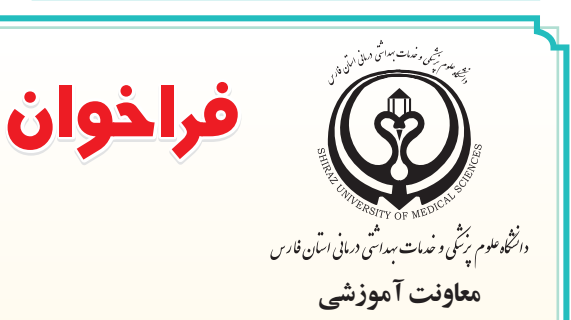 دانشگاه علوم پزشکی و خدمات بهداشتی درمانی استان فارس
فراخوان
SHIRAZ UNIVERSITY OF MEDICAL SCIENCES
دانشگاه علوم پزشکی و خدمات بهداشتی درمانی استان فارس
معاونت آموزشی